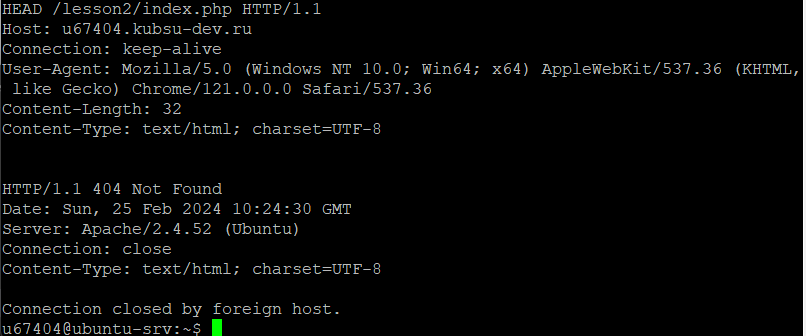 HEAD /lesson2/index.php HTTP/1.1
Host: u67404.kubsu-dev.ru
Connection: keep-alive
User-Agent: Mozilla/5.0 (Windows NT 10.0; Win64; x64) AppleWebKit/537.36 (KHTML,
 like Gecko) Chrome/121.0.0.0 Safari/537.36
Content-Length: 32
Content-Type: text/html; charset=UTF-8
HTTP/1.1 404 Not Found
Date: Sun, 25 Feb 2024 10:24:30 GMT
Server: Apache/2.4.52 (Ubuntu)
Connection: close
Content-Type: text/html; charset=UTF-8
Connection closed by foreign host.
u67404@ubuntu-srv:~$